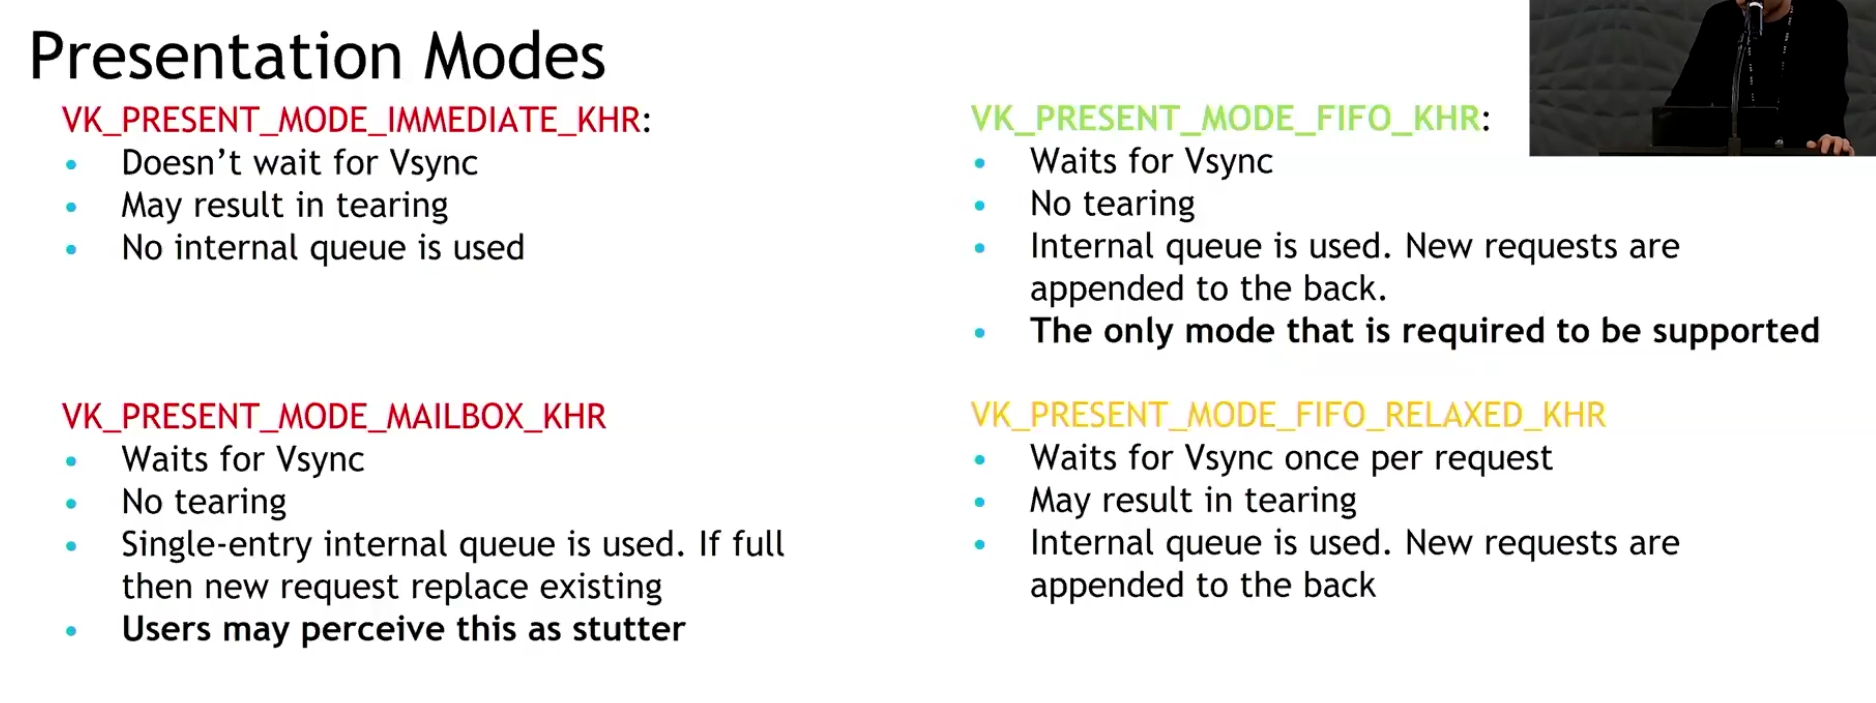 Presentation Modes
VK_PRESENT_MODE_IMMEDIATE_KHR:
• Doesn’t wait for Vsync
• May result in tearing
• No internal queue is used
VK_PRESENT_MODE_MAILBOX_KHR
• Waits for Vsync
• No tearing
• Single-entry internal queue is used. If full
then new request replace existing
• Users may perceive this as stutter
VK_PRESENT_MODE_FIFO_KHR:
• Waits for Vsync
• No tearing
• Internal queue is used. New requests are
appended to the back.
• The only mode that is required to be supported
VK_PRESENT_MODE_FIFO_RELAXED_KHR
• Waits for Vsync once per request
• May result in tearing
• Internal queue is used. New requests are
appended to the back